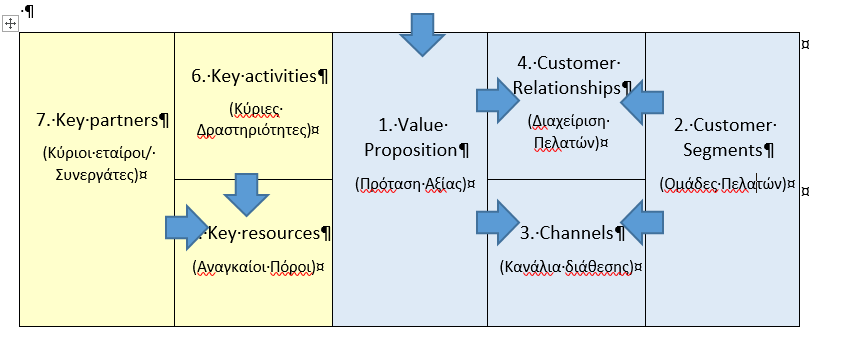 7. Key partners
(Κύριοι εταίροι/
Συνεργάτες)
6. Key activities
(Κύριες
Δραστηριότητες)
. Key resources
(Αναγκαίοι Πόροι)
1. Value
Proposition
(Πρόταση Αξίας)
4. Customer
Relationships
(Διαχείριση
Πελατών)
3. Channels
(Κανάλια διάθεσης)
2. Customer
Segments
(Ομάδες Πελατών)